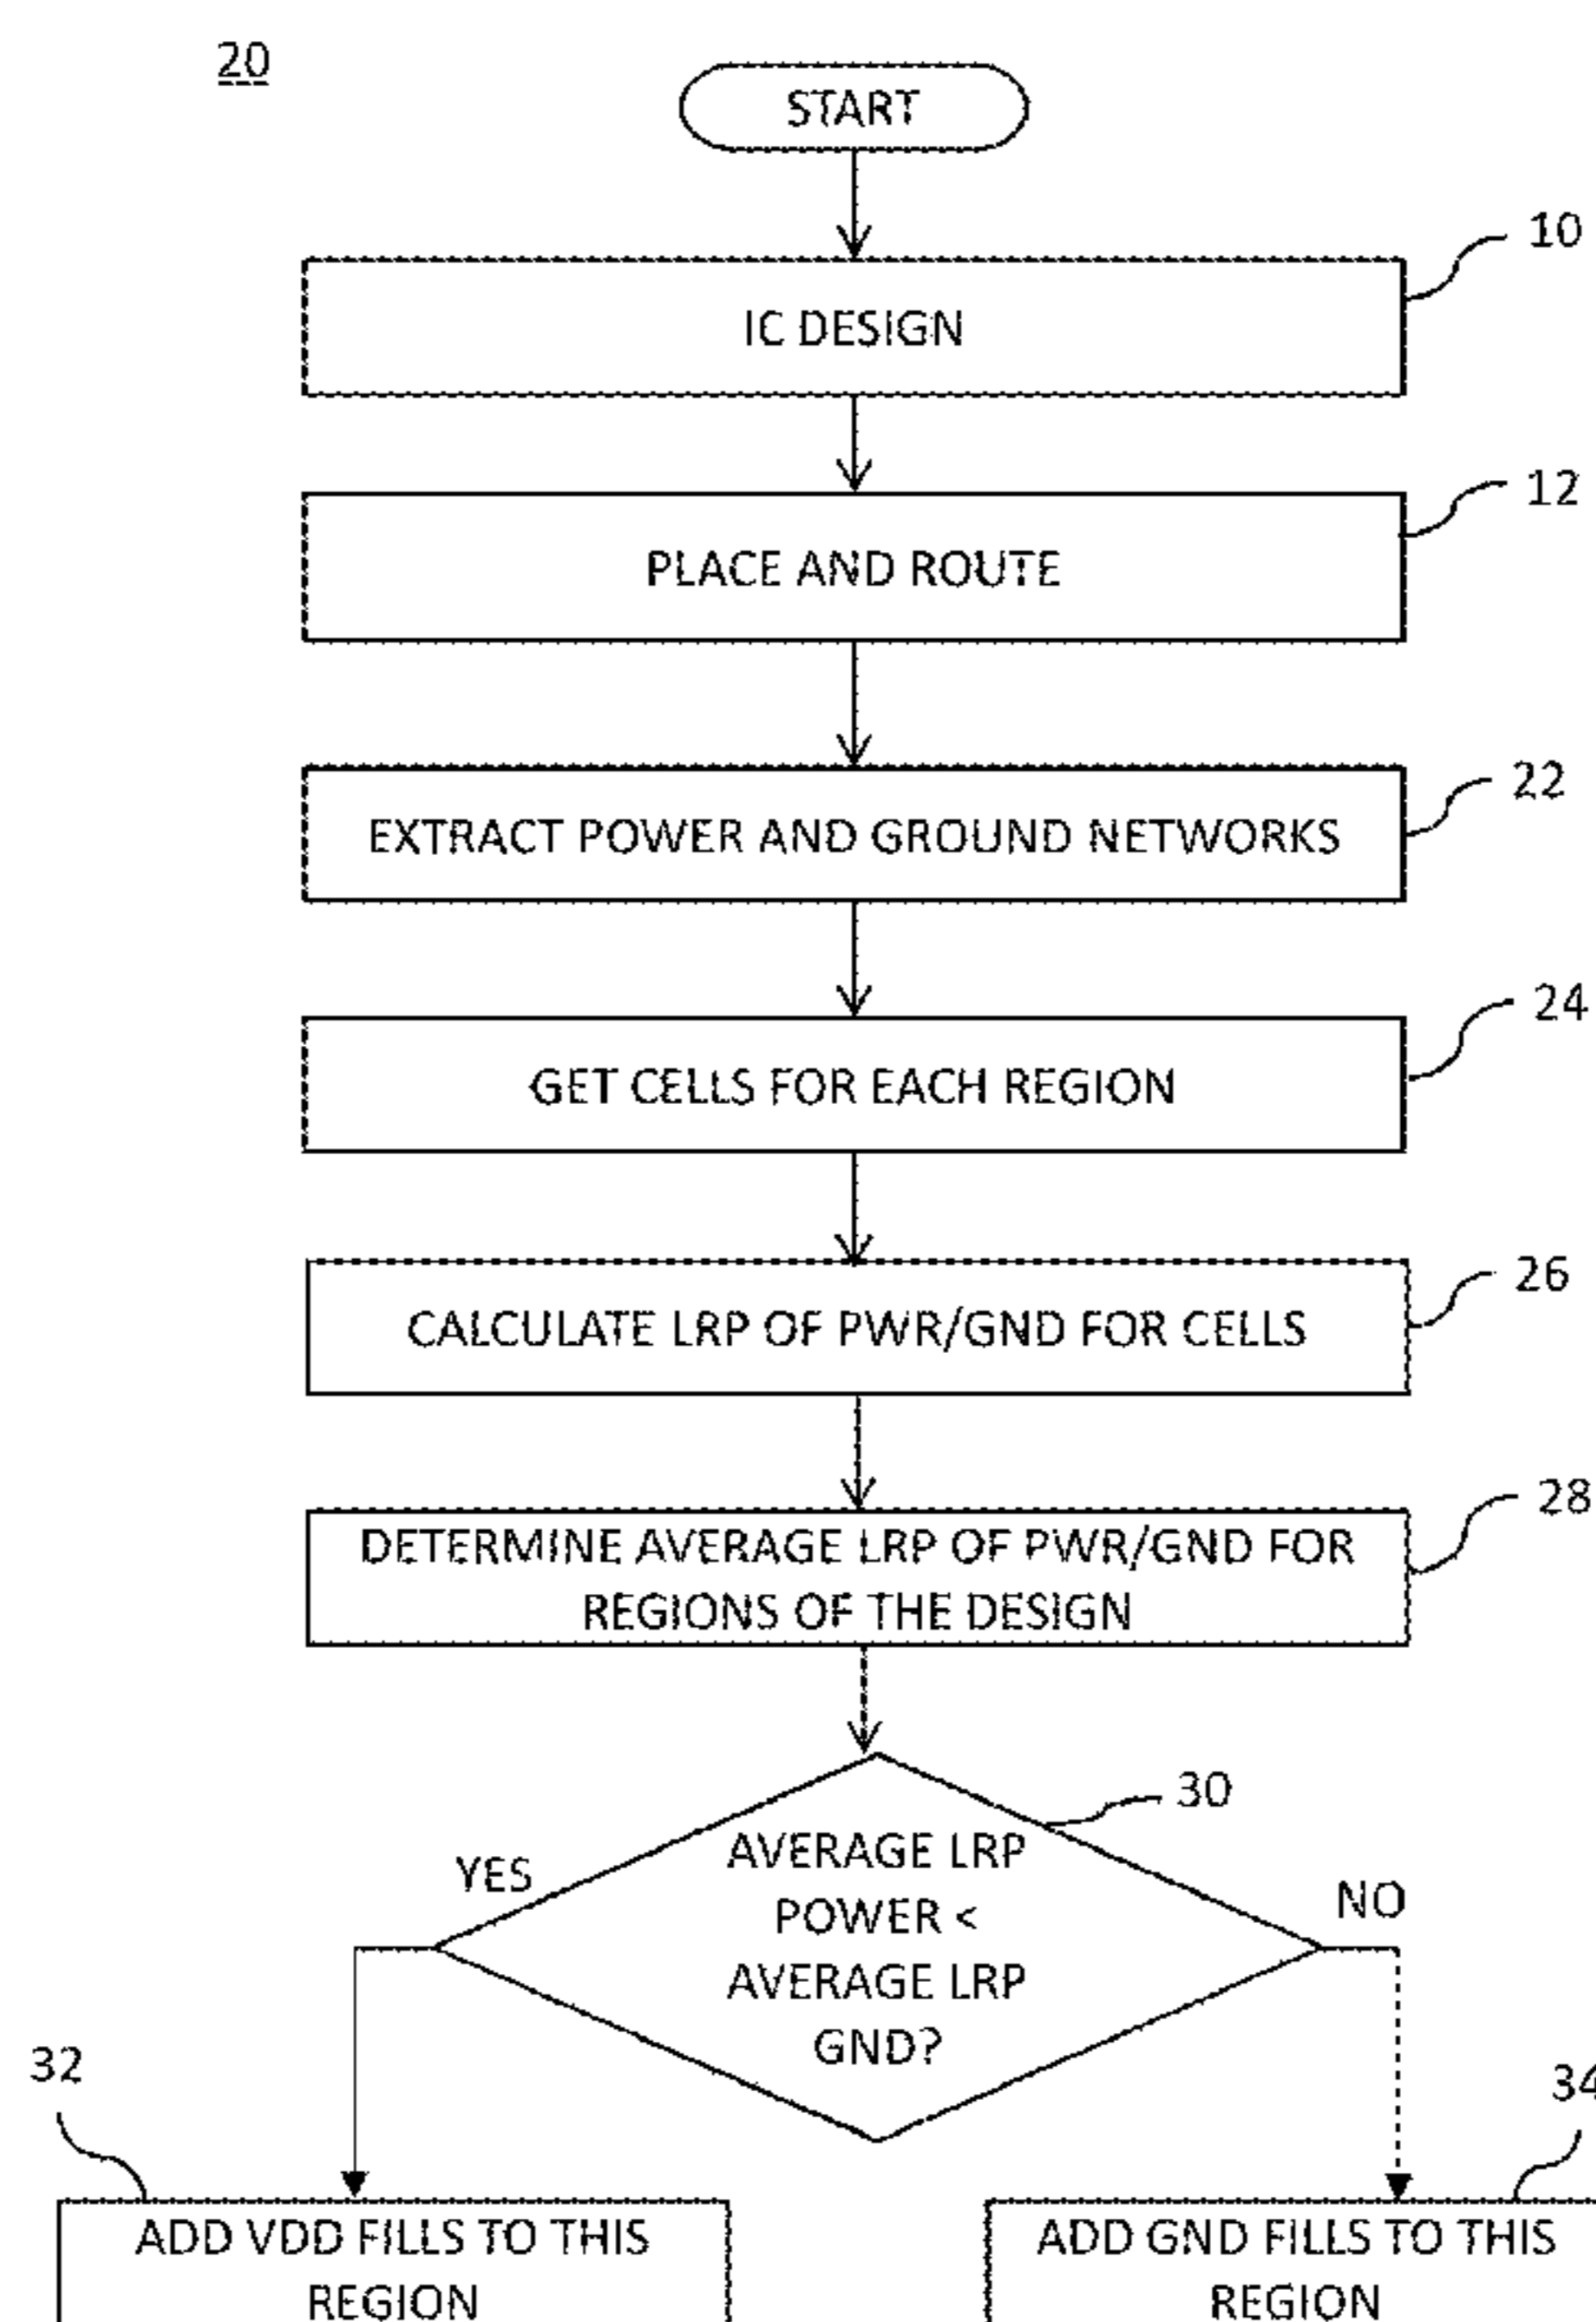 20
START
10
IC DESIGN
12
PLACE AND ROUTE
22
EXTRACT POWER AND GROUND NETWORKS
24
GET CELLS FOR EACH REGION
26
CALCULATE LRP OF PWR/GND FOR CELLS
28
DETERMINE AVERAGE LRP OF PWR/GND FOR
REGIONS OF THE DESIGN
30
AVERAGE LRP
POWER <
AVERAGE LRP
GND?
YES
NO
32
34
ADD VDD FILLS TO THIS
REGION
ADD GND FILLS TO THIS
REGION